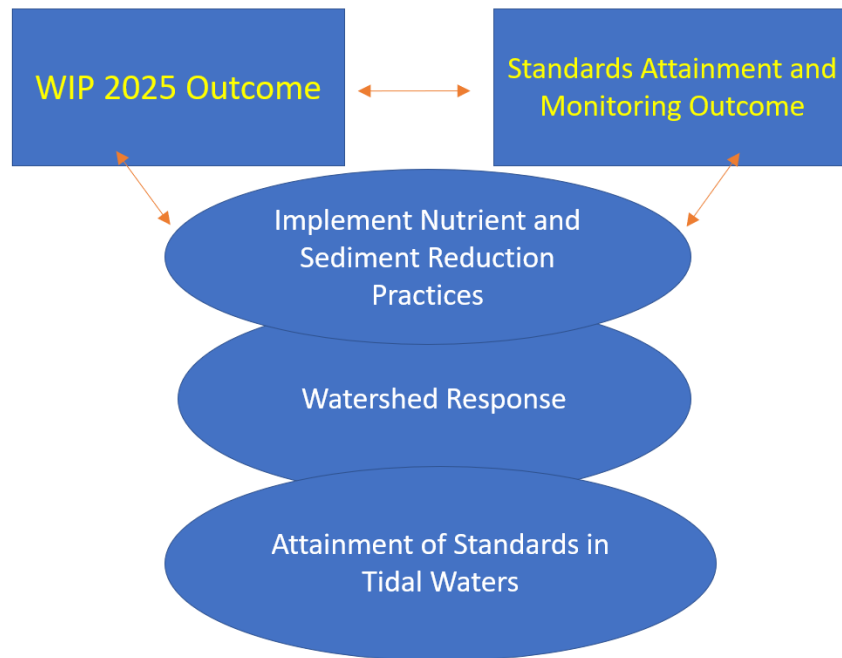 WIP 2025 Outcome
Standards Attainment and
Monitoring Outcome
Implement Nutrient and
Sediment Reduction
Practices
Watershed Response
Attainment of Standards in
Tidal Waters